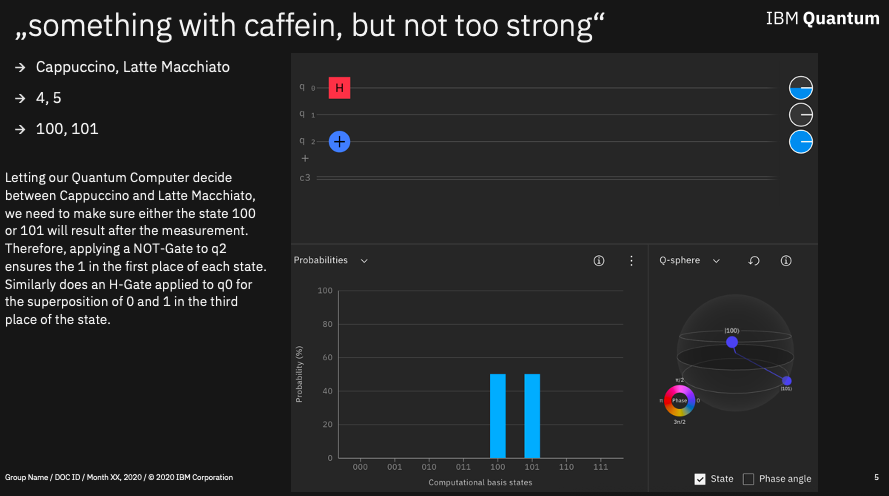 „something with caffein, but not too strong“
IBM Quantum
→ Cappuccino, Latte Macchiato
→ 4, 5
→ 100, 101
Letting our Quantum Computer decide
between Cappuccino and Latte Macchiato,
we need to make sure either the state 100
or 101 will result after the measurement.
Therefore, applying a NOT-Gate to q2
ensures the 1 in the first place of each state.
Similarly does an H-Gate applied to q0 for
the superposition of 0 and 1 in the third
place of the state.
q 0 H
q 1
q 2 +
+
c3
Probabilities
Probability (%)
100
80
60
40
20
0
000 001 010 011 100 101 110 111
Computational basis states
Q-sphere
|100⟩
|101⟩
π/2
π Phase 0
3π/2
State
Phase angle
Group Name / DOC ID / Month XX, 2020 / © 2020 IBM Corporation
5